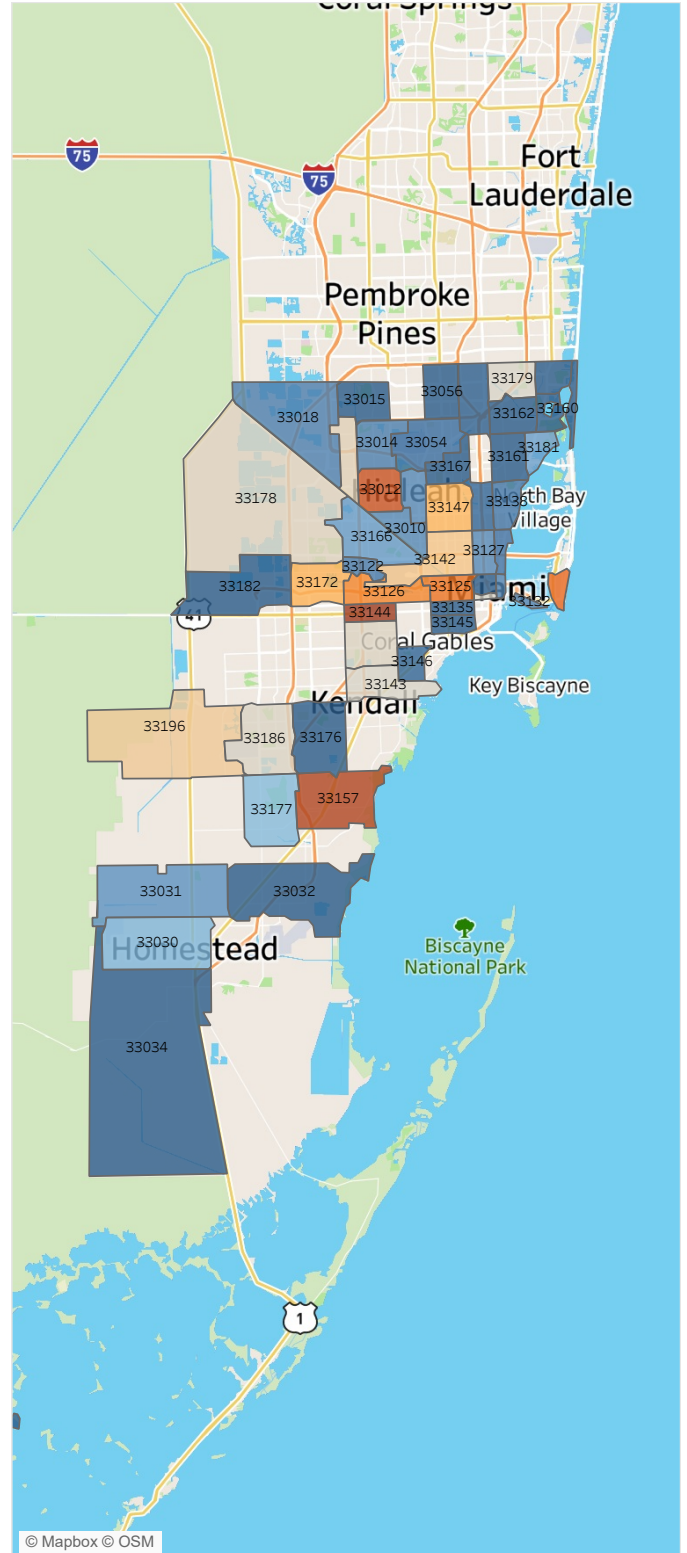 Coral Springs
75
75
Fort
Lauderdale
Pembroke
Pines
33179
33056
33015
33160
33162
33018
33014
33054
33181
33161
33167
33012
Hialeah
33178
33138
North Bay
Village
33147
33010
33166
33127
33142
33122
33172
33182
33126
33125
Miami
33132
33135
33144
41
33145
Coral Gables
33146
33143
Key Biscayne
Kendall
33196
33186
33176
33177
33157
33031
33032
33030
Homestead
Biscayne
National Park
33034
1
© Mapbox © OSM